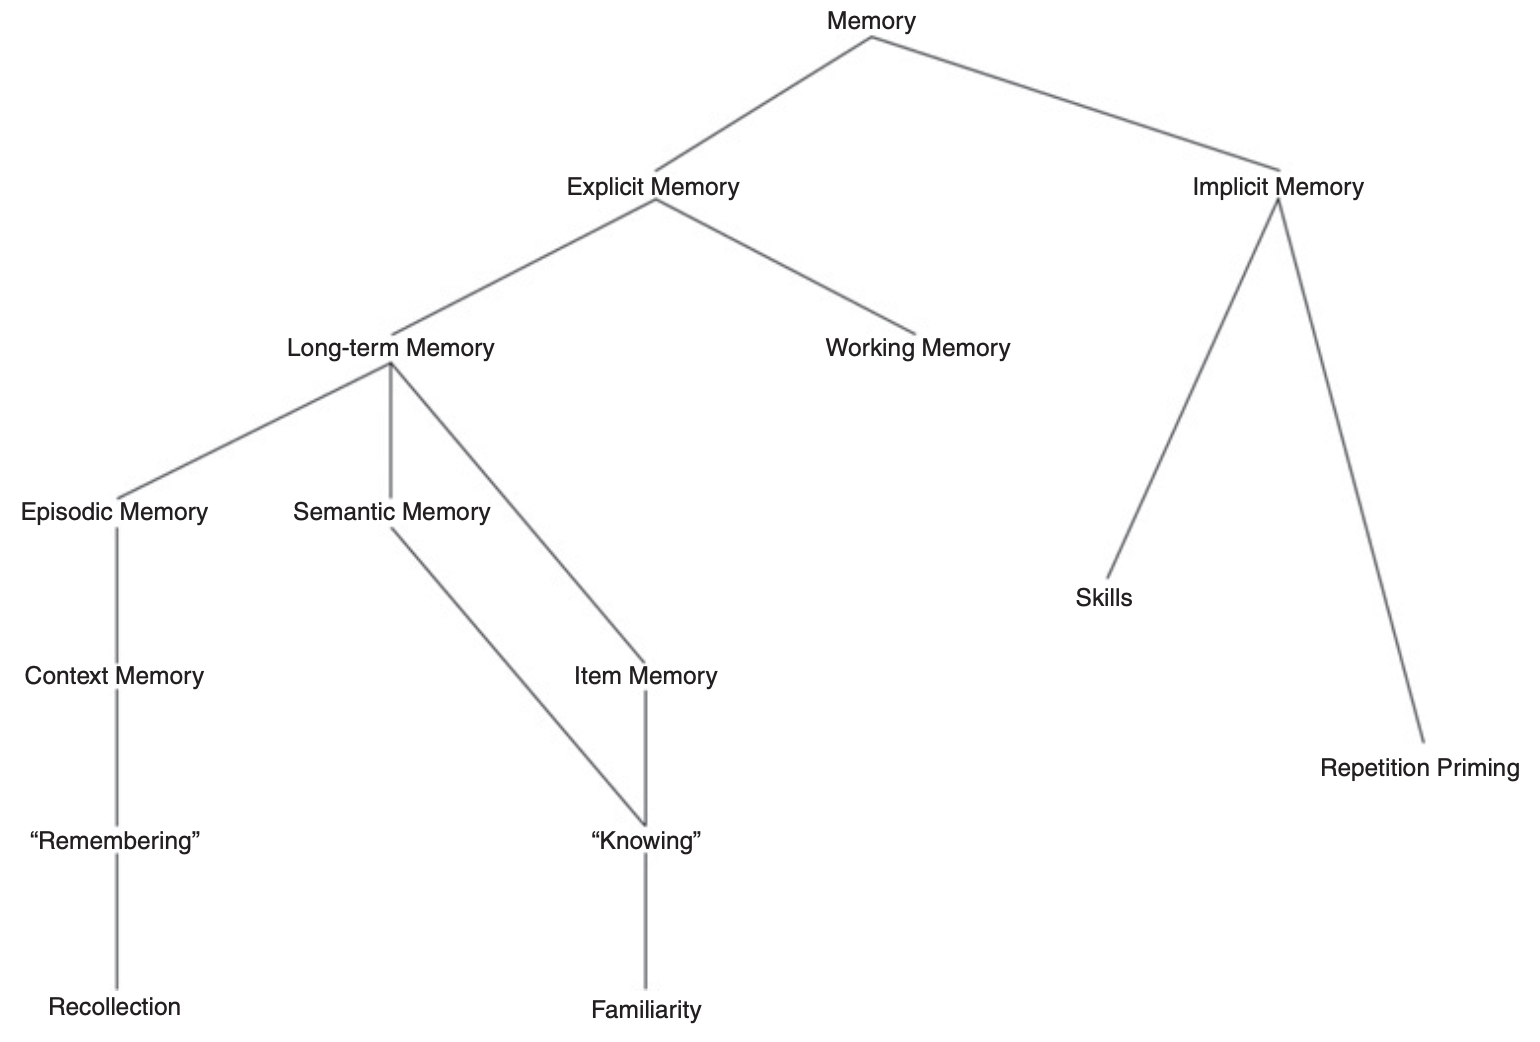 Memory
Explicit Memory
Implicit Memory
Long-term Memory
Working Memory
Episodic Memory
Semantic Memory
Skills
Context Memory
Item Memory
Repetition Priming
“Remembering”
“Knowing”
Recollection
Familiarity